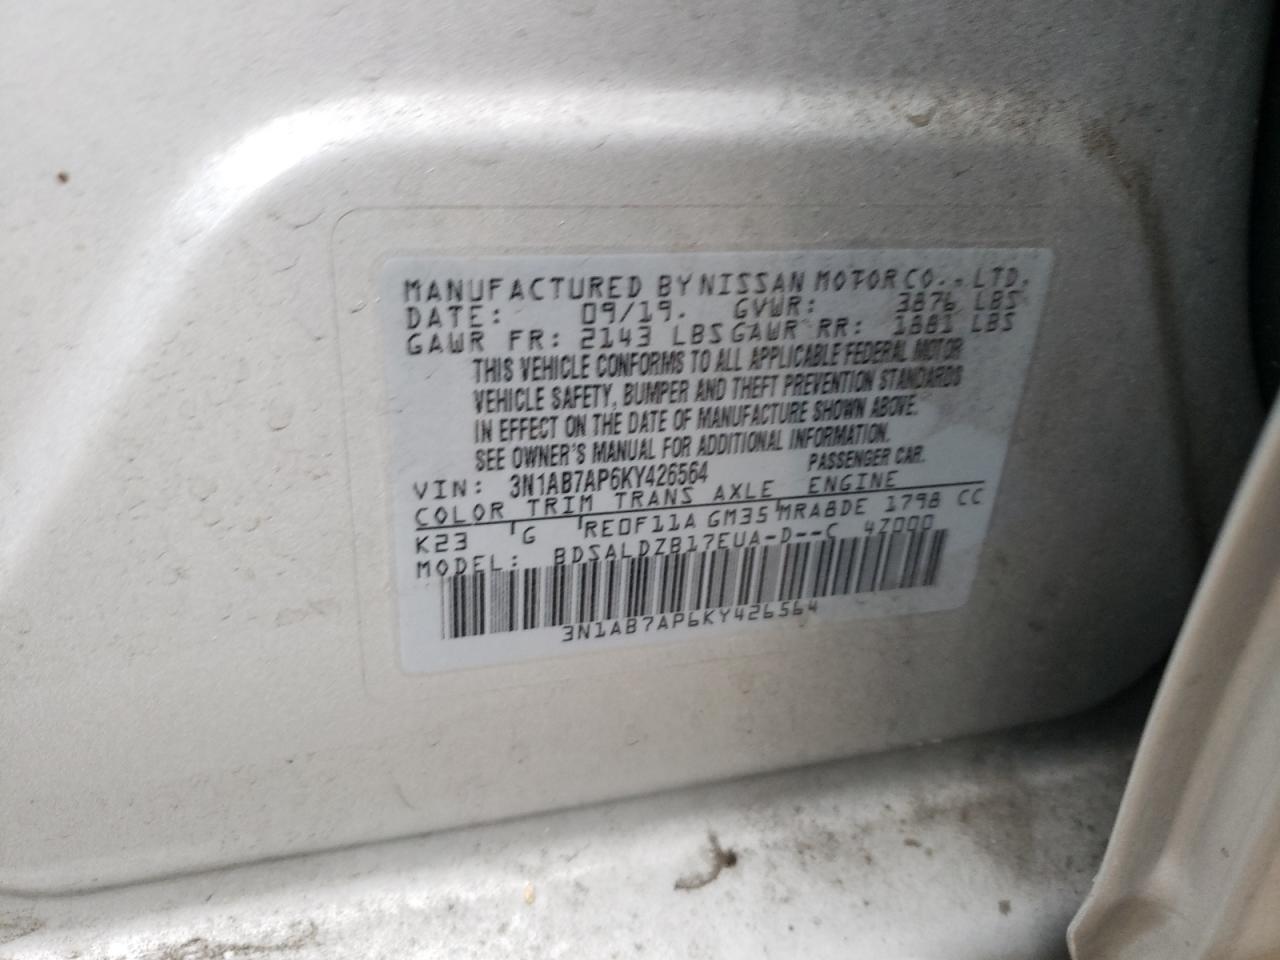 MANUFACTURED BY NISSAN MOTOR CO., LTD.
DATE: 09/19. GVWR: 3876 LBS
GAWR FR: 2143 LBS GAWR RR: 1881 LBS
THIS VEHICLE CONFORMS TO ALL APPLICABLE FEDERAL MOTOR
VEHICLE SAFETY, BUMPER AND THEFT PREVENTION STANDARDS
IN EFFECT ON THE DATE OF MANUFACTURE SHOWN ABOVE.
SEE OWNER'S MANUAL FOR ADDITIONAL INFORMATION.
VIN: 3N1AB7AP6KY426564 PASSENGER CAR.
COLOR TRIM TRANS AXLE ENGINE
K23 G RE0F11A GM35 MRA8DE 1798 CC
MODEL: BDSALDZB17EUA-D--C 4Z000
3N1AB7AP6KY426564